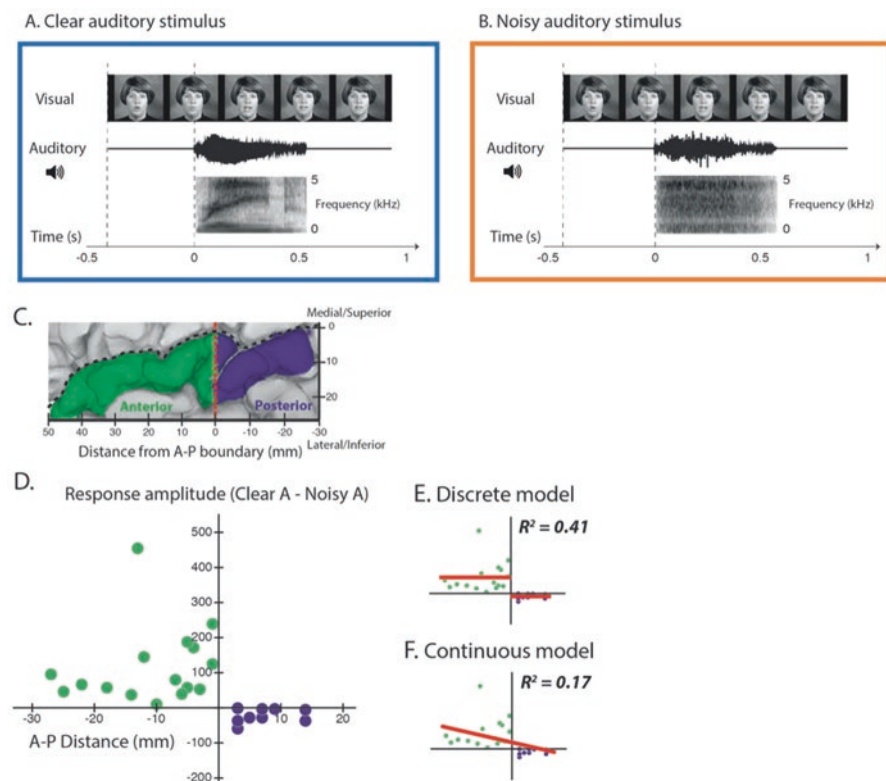 A. Clear auditory stimulus
Visual
Auditory
5
Frequency (kHz)
0
Time (s)
-0.5
0
0.5
1
B. Noisy auditory stimulus
Visual
Auditory
5
Frequency (kHz)
0
Time (s)
-0.5
0
0.5
1
C.
Medial/Superior
0
10
20
Anterior
Posterior
50 40 30 20 10 0 -10 -20 -30
Lateral/Inferior
Distance from A-P boundary (mm)
D.
Response amplitude (Clear A - Noisy A)
500
400
300
200
100
-30 -20 -10 10 20
A-P Distance (mm)
-100
-200
E. Discrete model
R² = 0.41
F. Continuous model
R² = 0.17